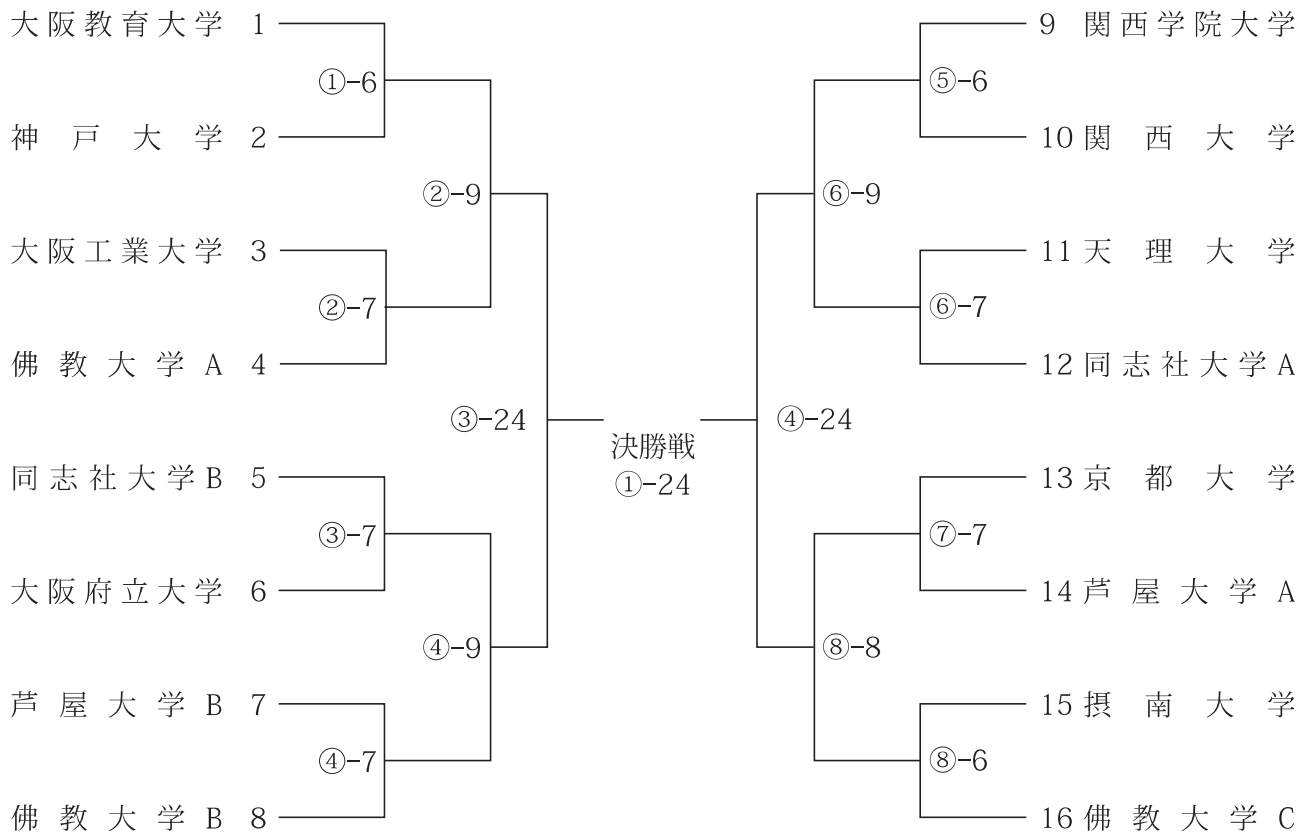 大阪教育大学 1
①-6
神戸大学 2
②-9
大阪工業大学 3
②-7
佛教大学A 4
③-24
同志社大学B 5
③-7
大阪府立大学 6
④-9
芦屋大学B 7
④-7
佛教大学B 8
決勝戦
①-24
9 関西学院大学
⑤-6
10 関西大学
⑥-9
11 天理大学
⑥-7
12 同志社大学A
④-24
13 京都大学
⑦-7
14 芦屋大学A
⑧-8
15 摂南大学
⑧-6
16 佛教大学C